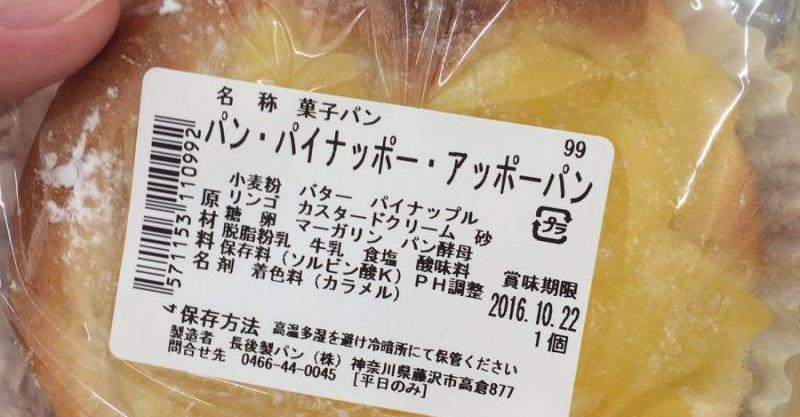 名 称 菓子パン
99
パン・パイナッポー・アッポーパン
原材料名
小麦粉 バター パイナップル
リンゴ カスタードクリーム 砂
糖 卵 マーガリン パン酵母
脱脂粉乳 牛乳 食塩 酸味料
保存料(ソルビン酸K) PH調整
剤 着色料(カラメル)
プラ
賞味期限
2016.10.22
1個
保存方法 高温多湿を避け冷暗所にて保管ください
製造者 長後製パン(株)神奈川県藤沢市高倉877
問合せ先 0466-44-0045 [平日のみ]
4 571153 110992